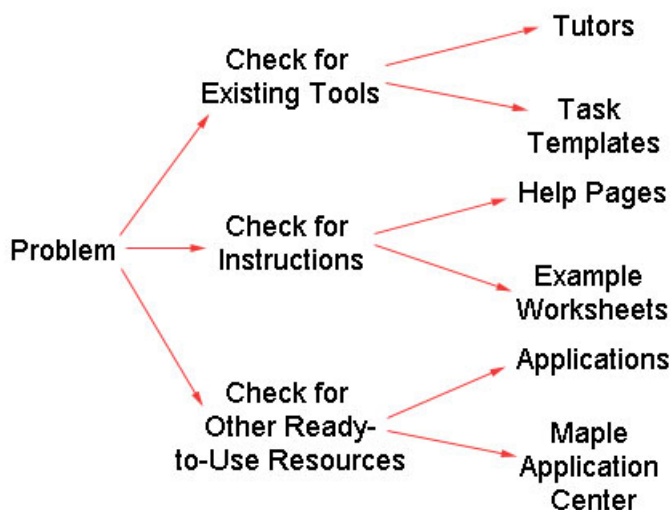 Problem
Check for
Existing Tools
Tutors
Task
Templates
Check for
Instructions
Help Pages
Example
Worksheets
Check for
Other Ready-
to-Use Resources
Applications
Maple
Application
Center